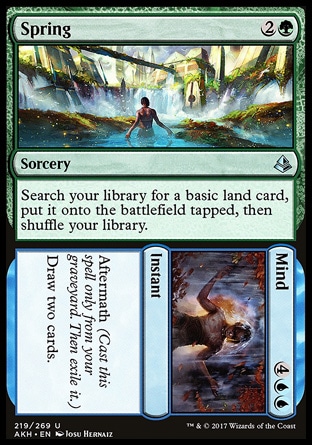 Spring 2
Sorcery
Search your library for a basic land card,
put it onto the battlefield tapped, then
shuffle your library.
Mind 4
Instant
Aftermath (Cast this
spell only from your
graveyard. Then exile it.)
Draw two cards.
219/269 U
AKH • EN Josu Hernaiz
™ & © 2017 Wizards of the Coast